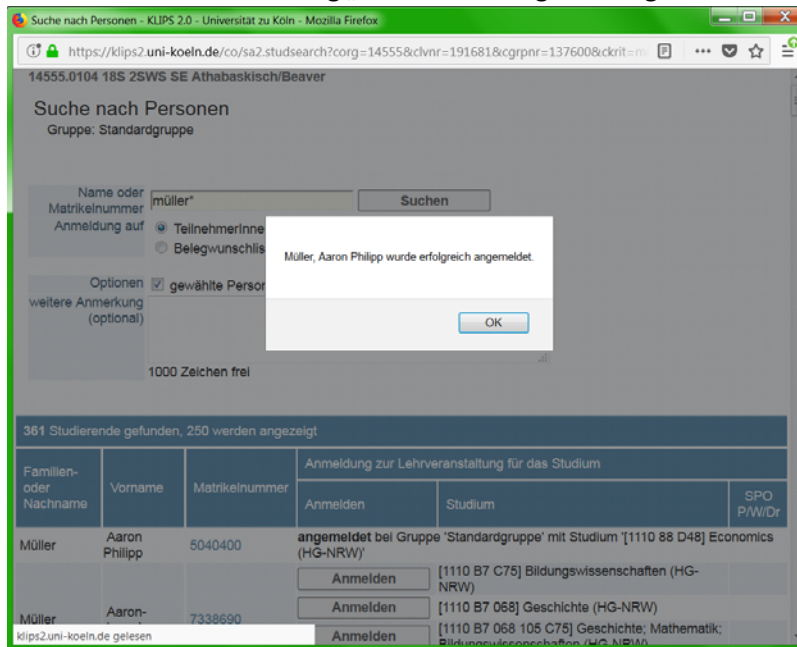 Suche nach Personen - KLIPS 2.0 - Universität zu Köln - Mozilla Firefox
https://klips2.uni-koeln.de/co/sa2.studsearch?corg=14555&clvnr=191681&cgrpnr=137600&ckrit=
14555.0104 18S 2SWS SE Athabaskisch/Beaver
Suche nach Personen
Gruppe: Standardgruppe
Name oder Matrikelnummer
müller*
Suchen
Anmeldung auf
TeilnehmerInne
Belegwunschlis
Müller, Aaron Philipp wurde erfolgreich angemeldet.
OK
Optionen
gewählte Person
weitere Anmerkung
(optional)
1000 Zeichen frei
361 Studierende gefunden, 250 werden angezeigt
Familien- oder Nachname
Vorname
Matrikelnummer
Anmeldung zur Lehrveranstaltung für das Studium
Anmelden
Studium
SPO P/W/Dr
Müller
Aaron Philipp
5040400
angemeldet bei Gruppe 'Standardgruppe' mit Studium '[1110 88 D48] Economics
(HG-NRW)'
Anmelden
[1110 B7 C75] Bildungswissenschaften (HG-
NRW)
Anmelden
[1110 B7 068] Geschichte (HG-NRW)
Müller
Aaron-
7338690
Anmelden
[1110 B7 068 105 C75] Geschichte; Mathematik;
Bildungswissenschaften (HG-NRW)
klips2.uni-koeln.de gelesen